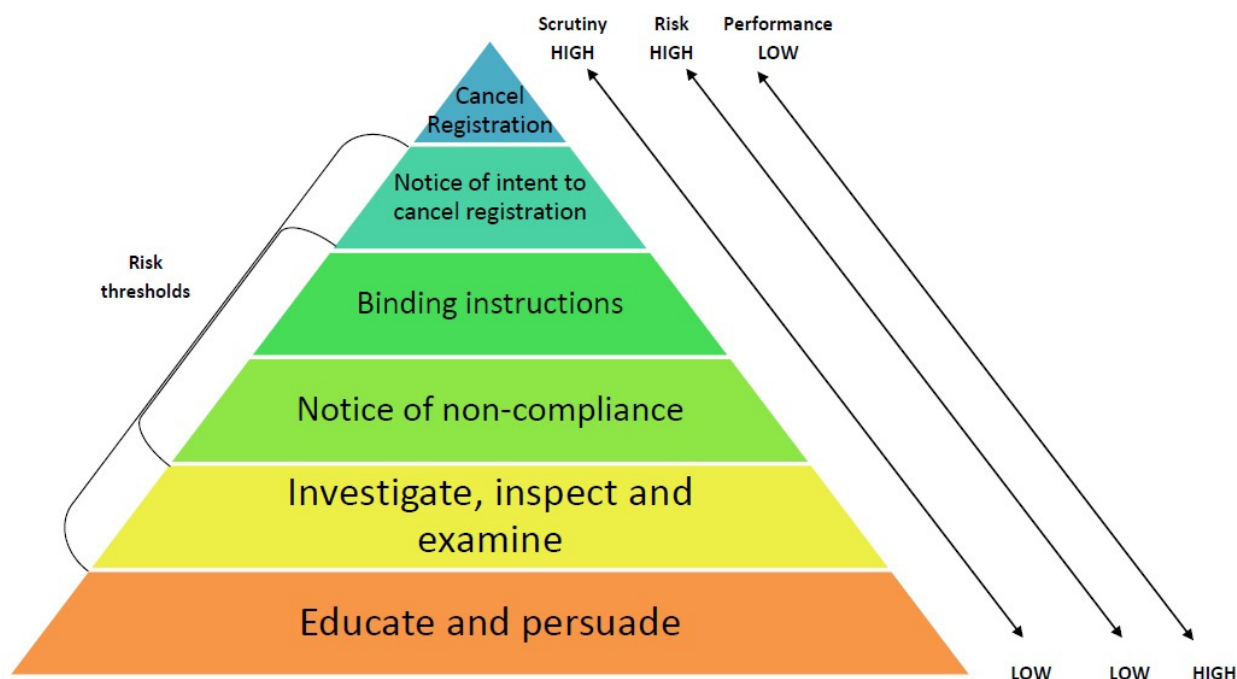 Scrutiny Risk Performance
HIGH HIGH LOW
Cancel
Registration
Notice of intent to
cancel registration
Risk
thresholds
Binding instructions
Notice of non-compliance
Investigate, inspect and
examine
Educate and persuade
LOW LOW HIGH